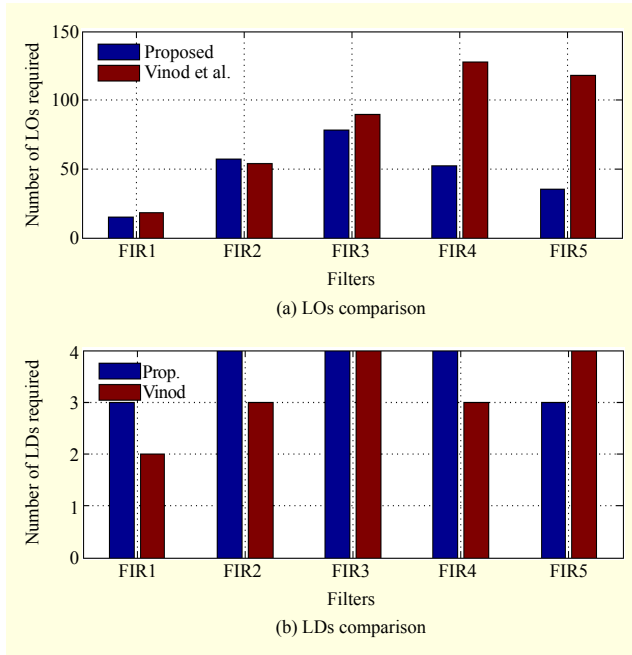 150
100
50
0
Number of LOs required
Proposed
Vinod et al.
FIR1 FIR2 FIR3 FIR4 FIR5
Filters
(a) LOs comparison
4
3
2
1
0
Number of LDs required
Prop.
Vinod
FIR1 FIR2 FIR3 FIR4 FIR5
Filters
(b) LDs comparison